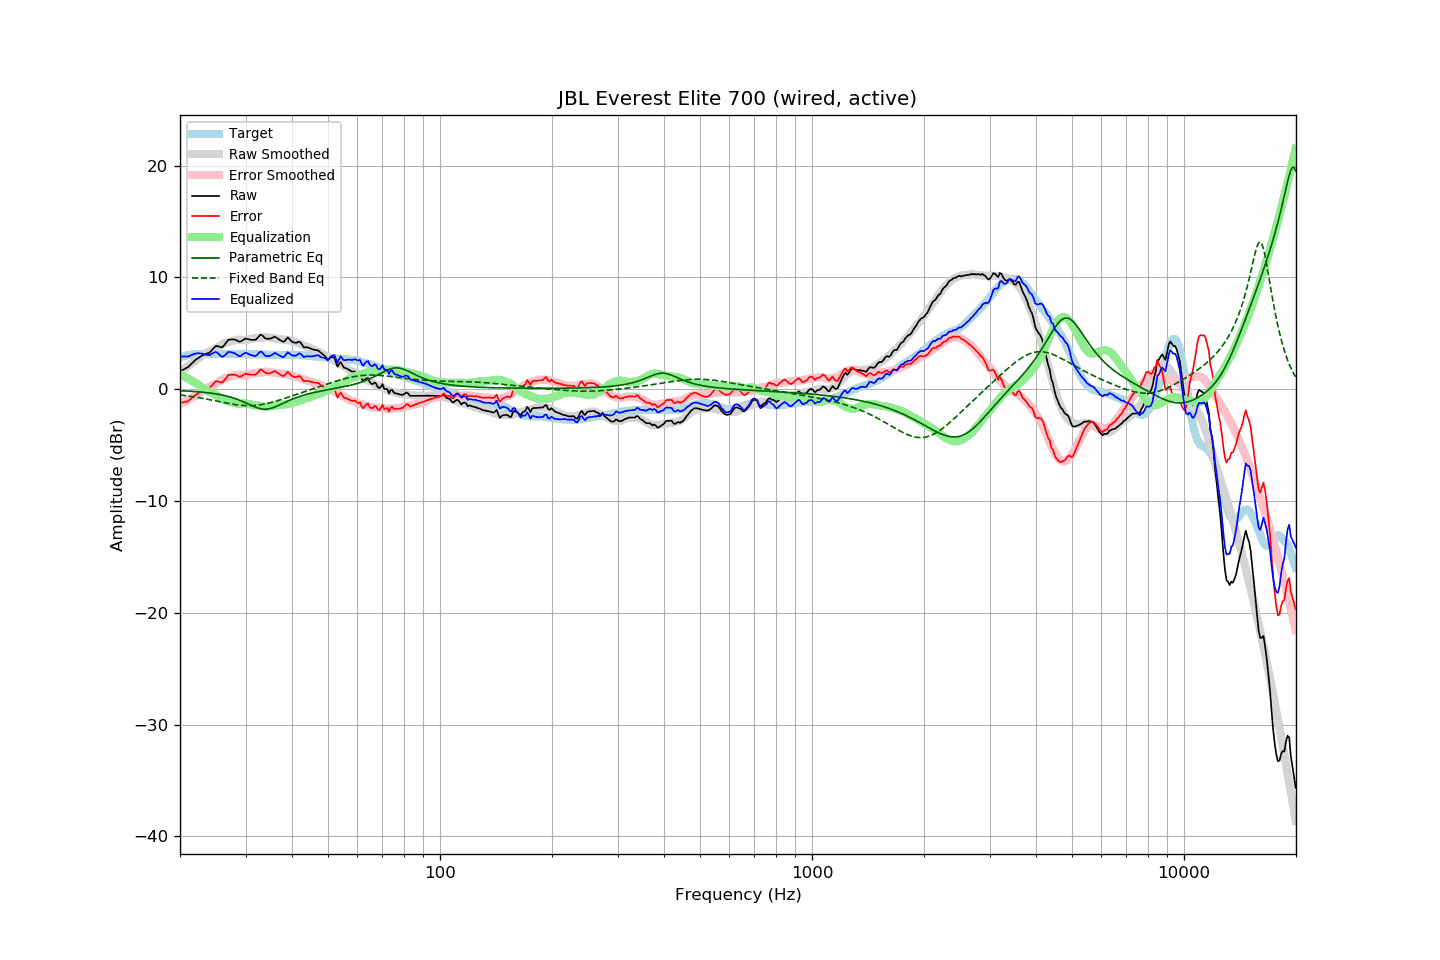 JBL Everest Elite 700 (wired, active)
Target
Raw Smoothed
Error Smoothed
Raw
Error
Equalization
Parametric Eq
Fixed Band Eq
Equalized
20
10
0
−10
−20
−30
−40
Amplitude (dBr)
100
1000
10000
Frequency (Hz)